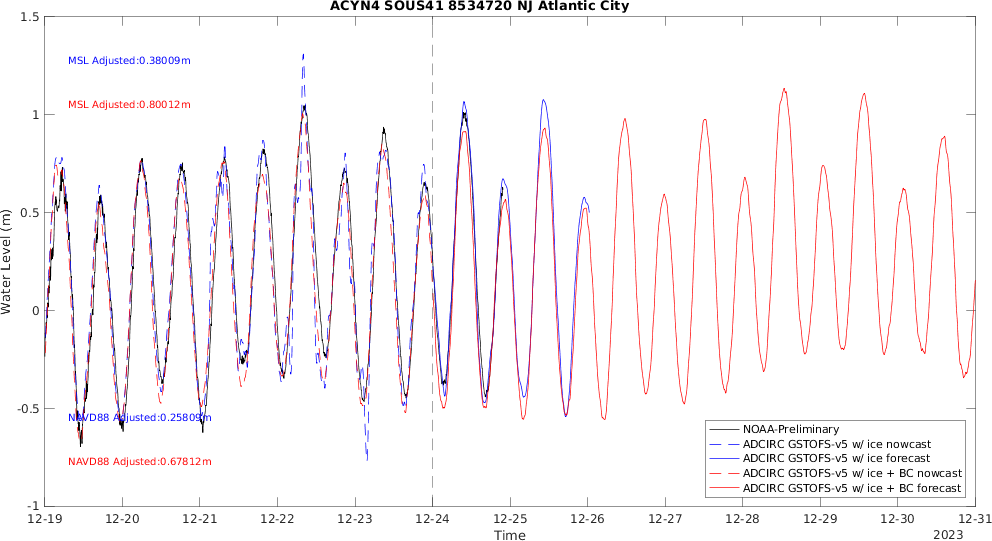 ACYN4 SOUS41 8534720 NJ Atlantic City
1.5
MSL Adjusted:0.38009m
MSL Adjusted:0.80012m
1
0.5
Water Level (m)
0
-0.5
NAVD88 Adjusted:0.25809m
NAVD88 Adjusted:0.67812m
NOAA-Preliminary
ADCIRC GSTOFS-v5 w/ ice nowcast
ADCIRC GSTOFS-v5 w/ ice forecast
ADCIRC GSTOFS-v5 w/ ice + BC nowcast
ADCIRC GSTOFS-v5 w/ ice + BC forecast
-1
12-19 12-20 12-21 12-22 12-23 12-24 12-25 12-26 12-27 12-28 12-29 12-30 12-31
Time
2023